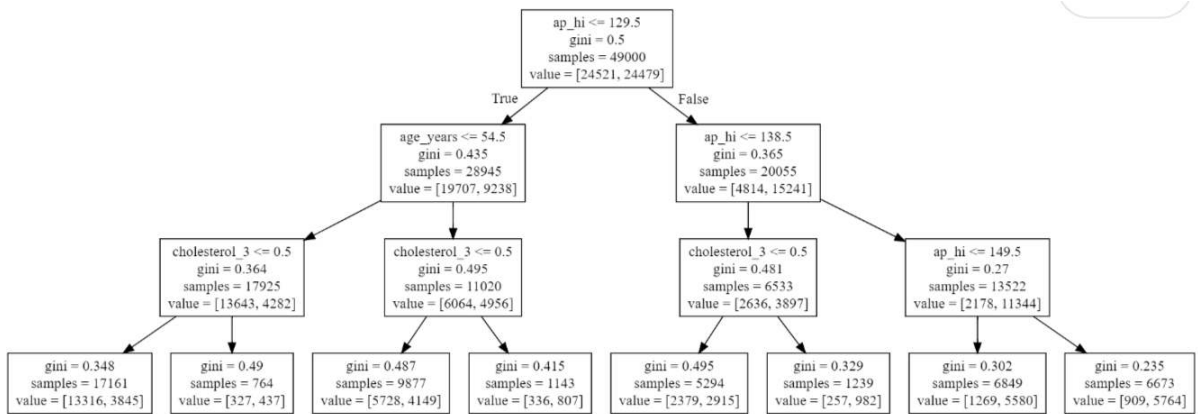 ap_hi <= 129.5
gini = 0.5
samples = 49000
value = [24521, 24479]
True
False
age_years <= 54.5
gini = 0.435
samples = 28945
value = [19707, 9238]
ap_hi <= 138.5
gini = 0.365
samples = 20055
value = [4814, 15241]
cholesterol_3 <= 0.5
gini = 0.364
samples = 17925
value = [13643, 4282]
cholesterol_3 <= 0.5
gini = 0.495
samples = 11020
value = [6064, 4956]
cholesterol_3 <= 0.5
gini = 0.481
samples = 6533
value = [2636, 3897]
ap_hi <= 149.5
gini = 0.27
samples = 13522
value = [2178, 11344]
gini = 0.348
samples = 17161
value = [13316, 3845]
gini = 0.49
samples = 764
value = [327, 437]
gini = 0.487
samples = 9877
value = [5728, 4149]
gini = 0.415
samples = 1143
value = [336, 807]
gini = 0.495
samples = 5294
value = [2379, 2915]
gini = 0.329
samples = 1239
value = [257, 982]
gini = 0.302
samples = 6849
value = [1269, 5580]
gini = 0.235
samples = 6673
value = [909, 5764]